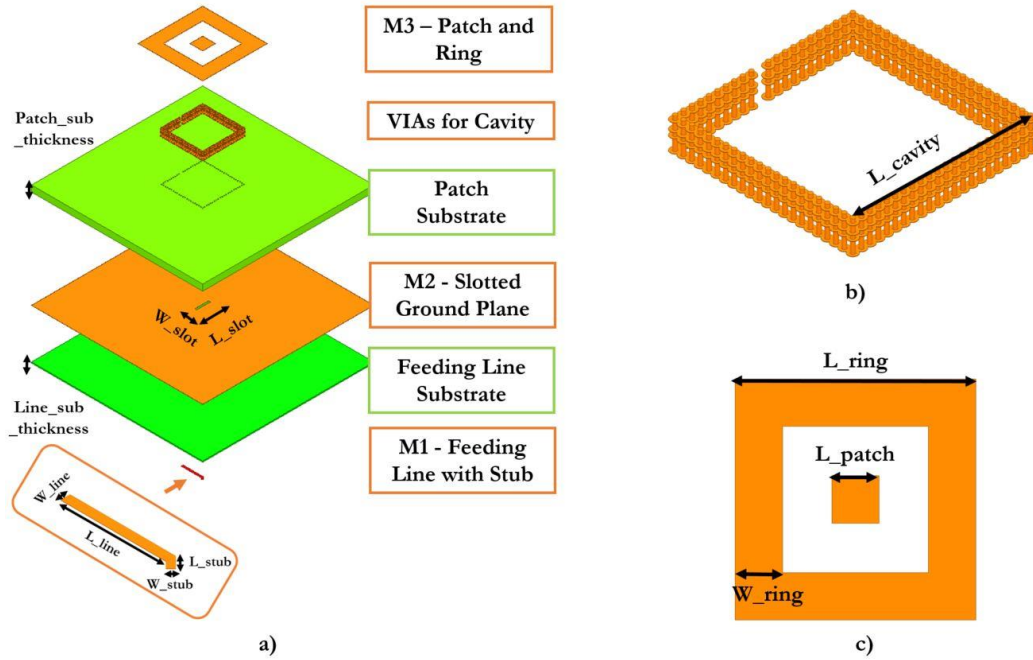 M3 – Patch and
Ring
Patch_sub
_thickness
VIAs for Cavity
Patch
Substrate
M2 - Slotted
Ground Plane
W_slot
L_slot
Feeding Line
Substrate
Line_sub
_thickness
M1 - Feeding
Line with Stub
W_line
L_line
L_stub
W_stub
a)
L_cavity
b)
L_ring
L_patch
W_ring
c)